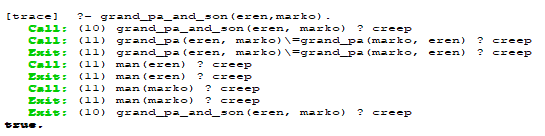 [trace]  ?- grand_pa_and_son(eren,marko).
   Call: (10) grand_pa_and_son(eren, marko) ? creep
   Call: (11) grand_pa(eren, marko)\=grand_pa(marko, eren) ? creep
   Exit: (11) grand_pa(eren, marko)\=grand_pa(marko, eren) ? creep
   Call: (11) man(eren) ? creep
   Exit: (11) man(eren) ? creep
   Call: (11) man(marko) ? creep
   Exit: (11) man(marko) ? creep
   Exit: (10) grand_pa_and_son(eren, marko) ? creep
true.